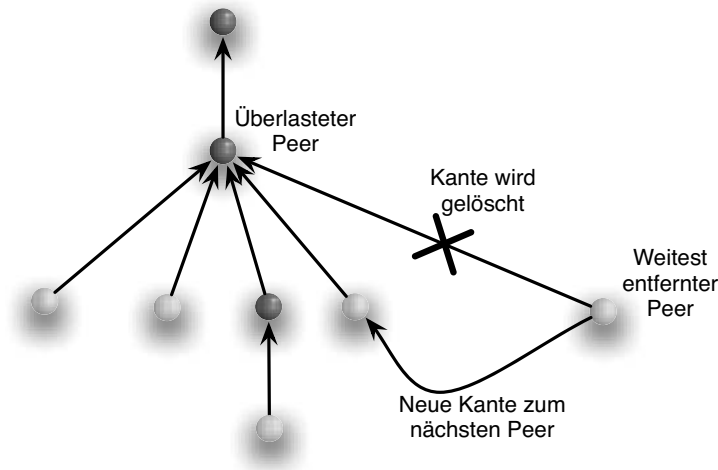 Überlasteter
Peer
Kante wird
gelöscht
Weitest
entfernter
Peer
Neue Kante zum
nächsten Peer